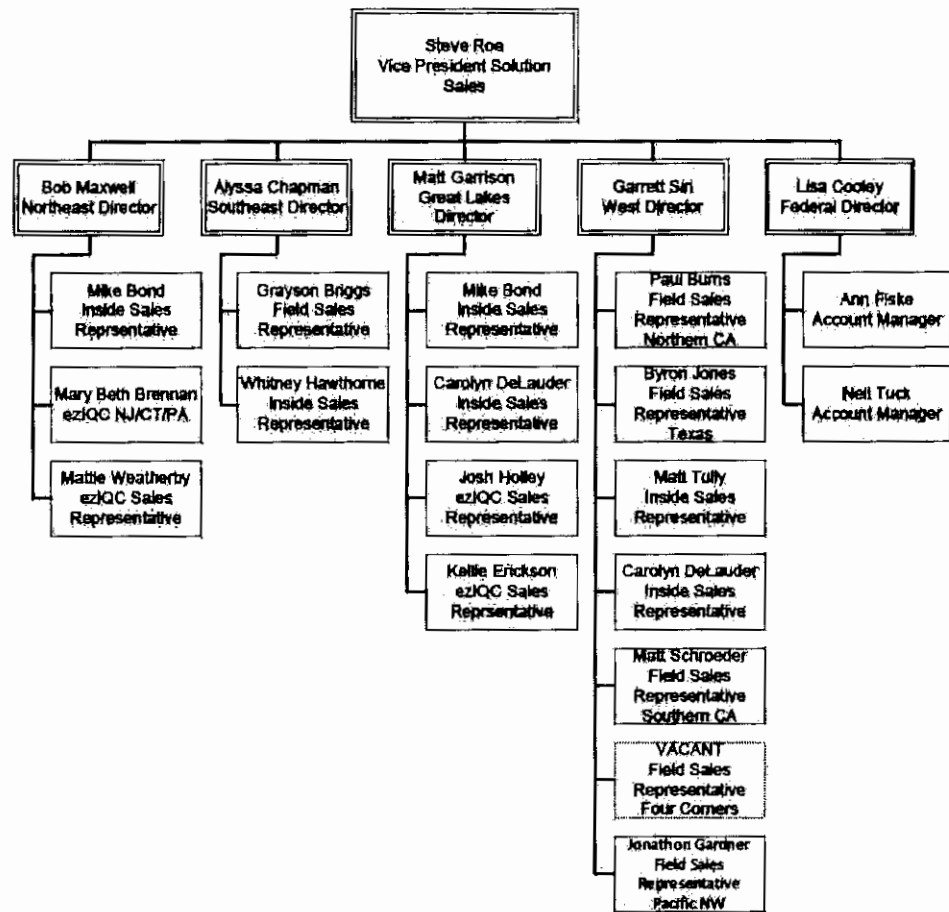 Steve Roe
Vice President Solution
Sales
Bob Maxwell
Northeast Director
Alyssa Chapman
Southeast Director
Matt Garrison
Great Lakes
Director
Garrett Siri
West Director
Lisa Cooley
Federal Director
Mike Bond
Inside Sales
Reprsentative
Mary Beth Brennan
ezIQC NJ/CT/PA
Mattie Weatherby
ezIQC Sales
Representative
Grayson Briggs
Field Sales
Representative
Whitney Hawthorne
Inside Sales
Representative
Mike Bond
Inside Sales
Reprsentative
Carolyn DeLauder
Inside Sales
Representative
Josh Holley
ezIQC Sales
Representative
Kellie Erickson
ezIQC Sales
Reprsentative
Paul Burns
Field Sales
Representative
Northern CA
Byron Jones
Field Sales
Representative
Texas
Matt Tully
Inside Sales
Representative
Carolyn DeLauder
Inside Sales
Representative
Matt Schroeder
Field Sales
Representative
Southern CA
VACANT
Field Sales
Representative
Four Corners
Jonathon Gardner
Field Sales
Representative
Pacific NW
Ann Fiske
Account Manager
Neil Tuck
Account Manager